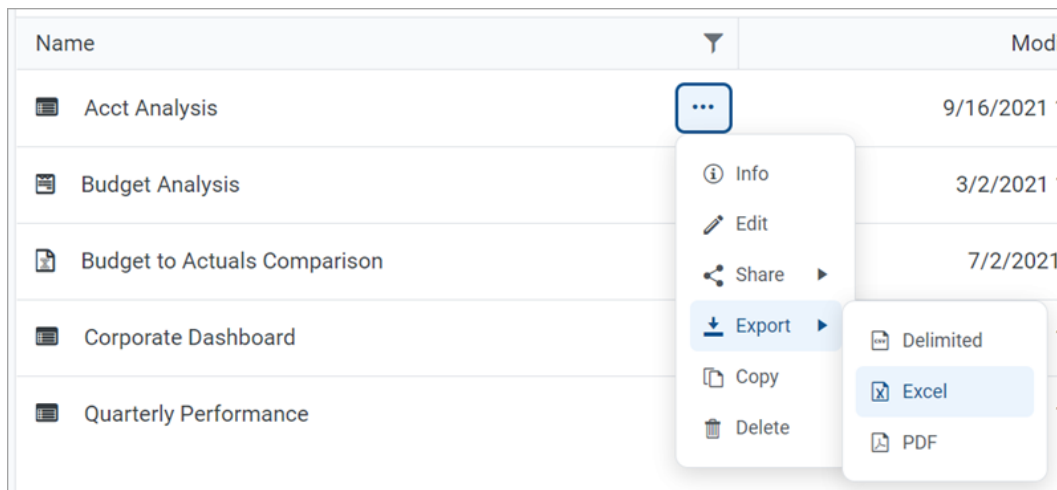 Name Mod
Acct Analysis ... 9/16/2021
Info
Budget Analysis 3/2/2021
Edit
Budget to Actuals Comparison 7/2/2021
Share
Export
Corporate Dashboard Delimited
Copy
Excel
Quarterly Performance
Delete
PDF